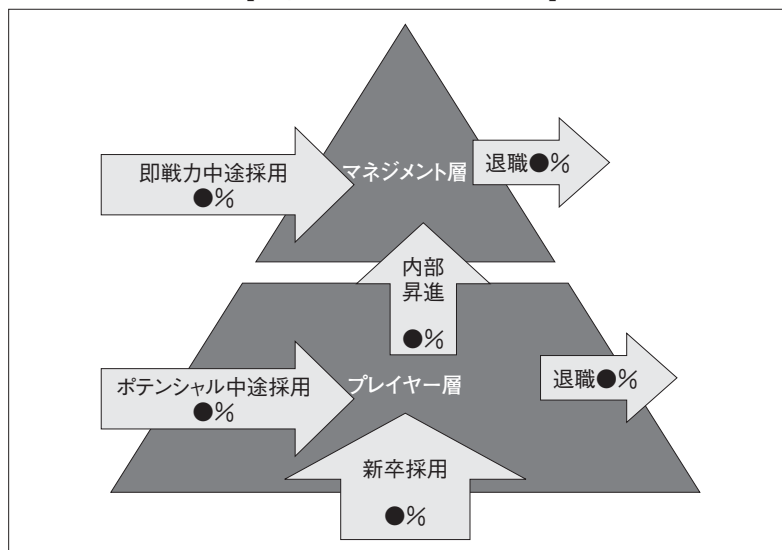 即戦力中途採用
●%
マネジメント層
退職●%
内部
昇進
●%
ポテンシャル中途採用
●%
プレイヤー層
退職●%
新卒採用
●%